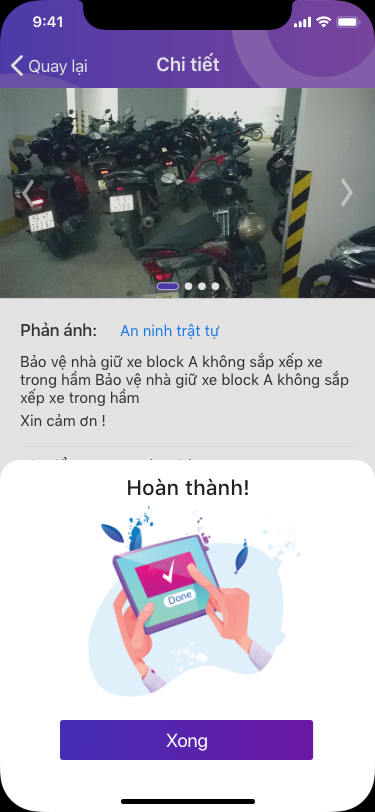 9:41
Quay lại
Chi tiết
Phản ánh: An ninh trật tự
Bảo vệ nhà giữ xe block A không sắp xếp xe
trong hầm Bảo vệ nhà giữ xe block A không sắp
xếp xe trong hầm
Xin cảm ơn !
Hoàn thành!
Done
Xong